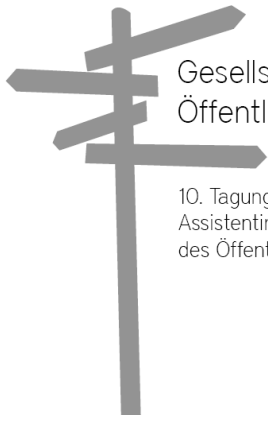 Gesells
Öffentl
10. Tagung
Assistentin
des Öffent